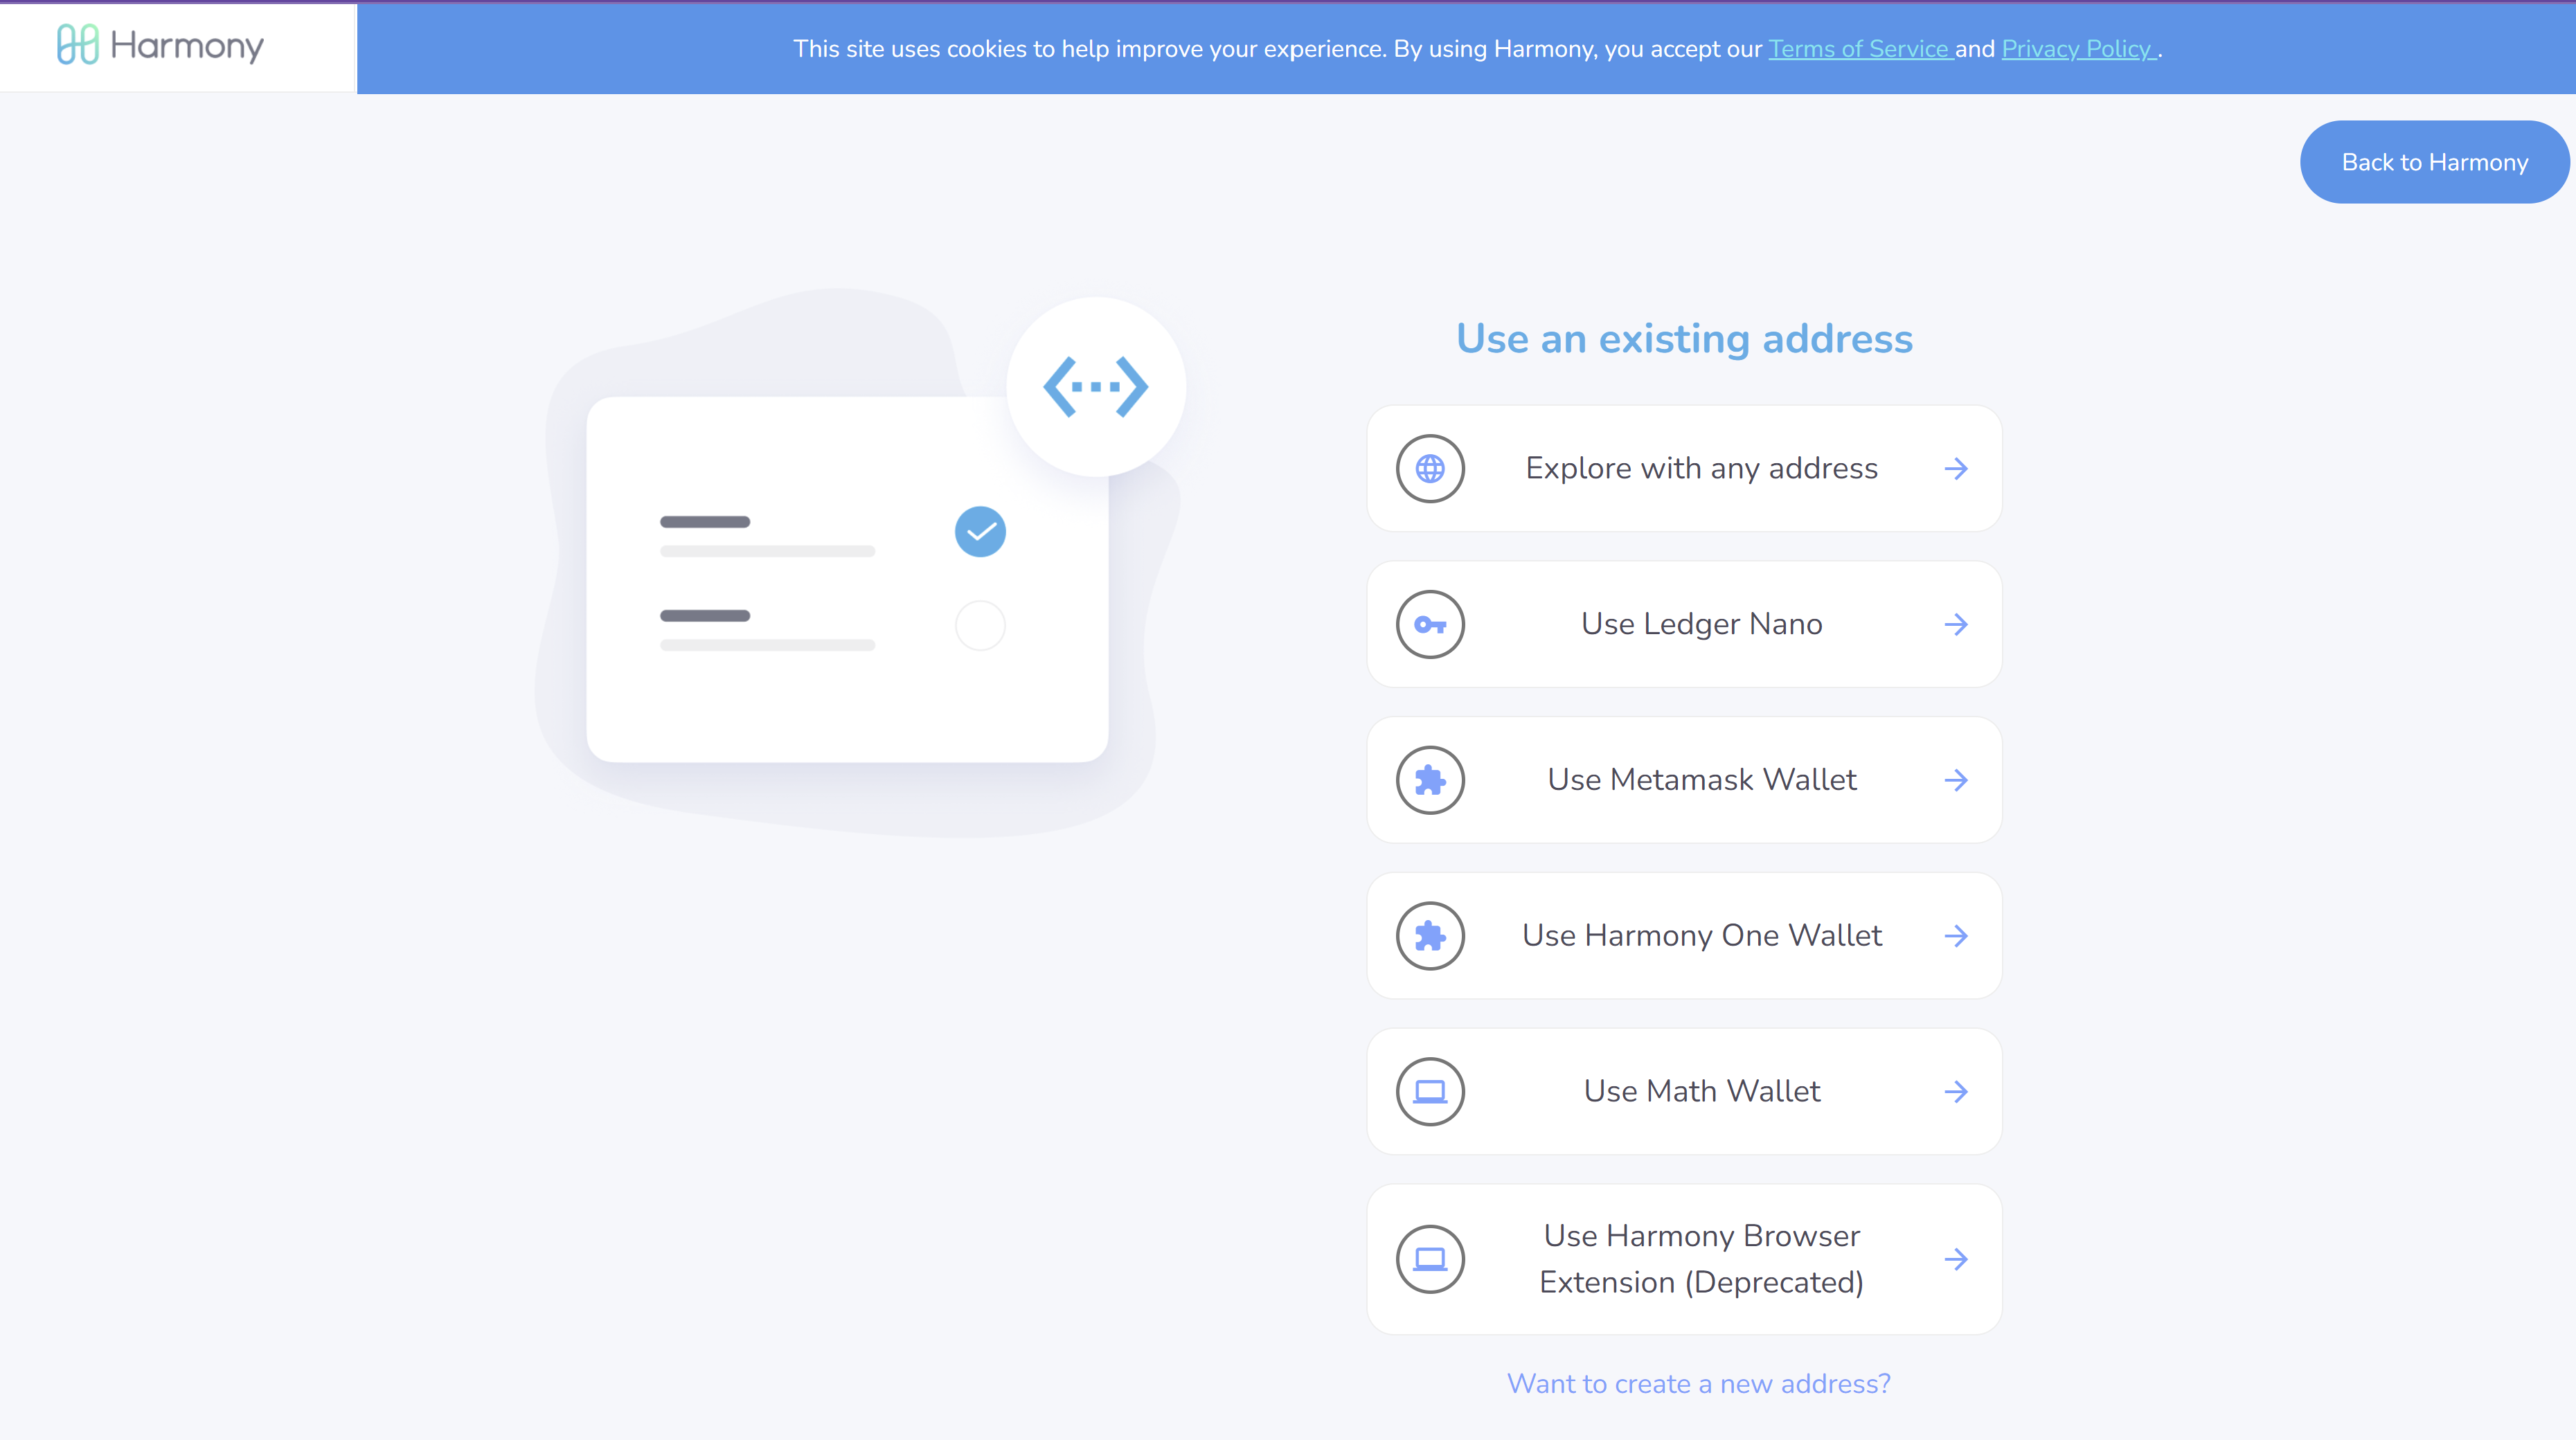 Harmony
This site uses cookies to help improve your experience. By using Harmony, you accept our Terms of Service and Privacy Policy .
Back to Harmony
Use an existing address
Explore with any address
Use Ledger Nano
Use Metamask Wallet
Use Harmony One Wallet
Use Math Wallet
Use Harmony Browser
Extension (Deprecated)
Want to create a new address?